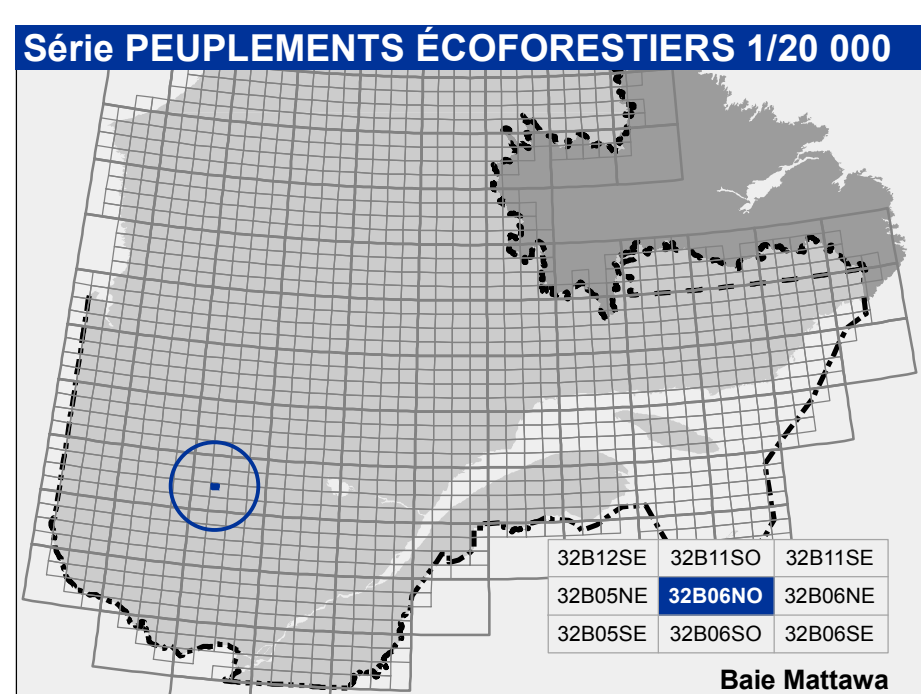 Série PEUPLEMENTS ÉCOFORESTIERS 1/20 000
32B12SE 32B11SO 32B11SE
32B05NE 32B06NO 32B06NE
32B05SE 32B06SO 32B06SE
Baie Mattawa